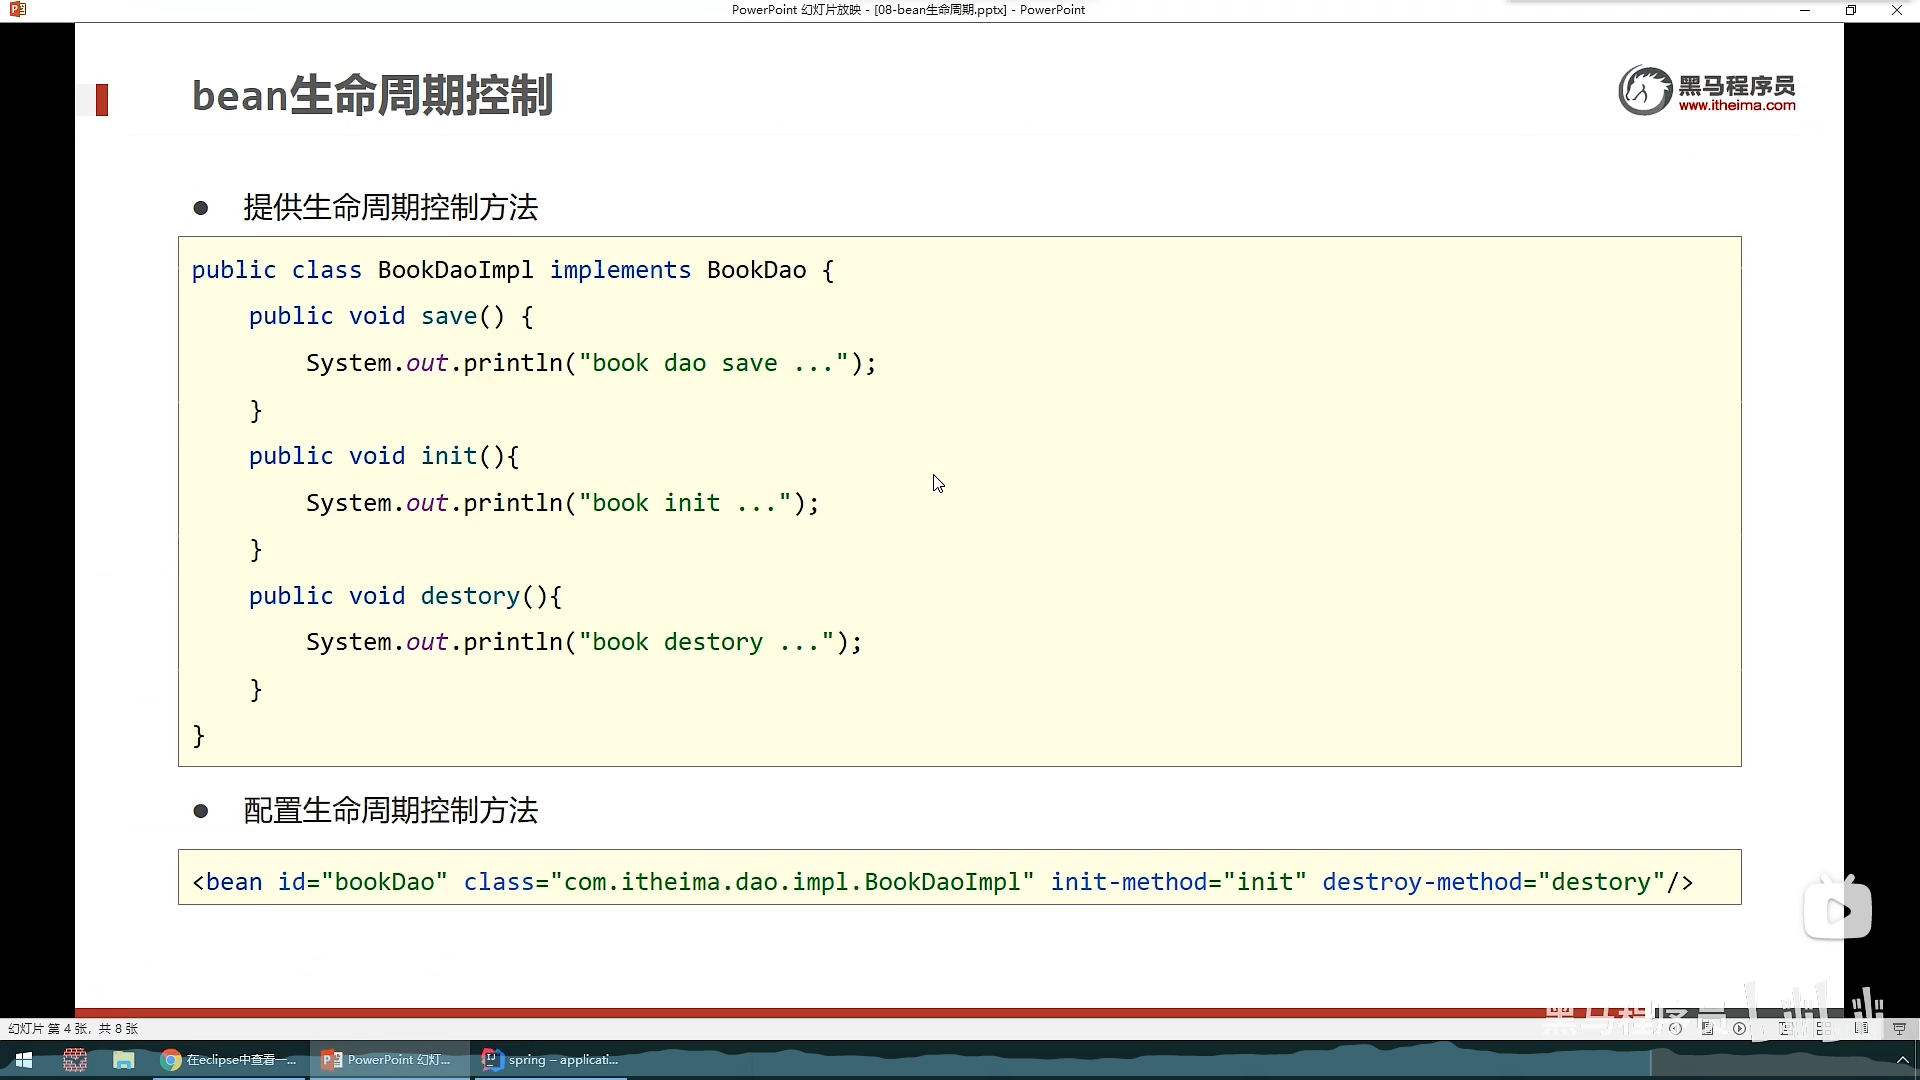 PowerPoint 幻灯片放映 - [08-bean生命周期.pptx] - PowerPoint
bean生命周期控制
黑马程序员
www.itheima.com
● 提供生命周期控制方法
public class BookDaoImpl implements BookDao {
    public void save() {
        System.out.println("book dao save ...");
    }
    public void init(){
        System.out.println("book init ...");
    }
    public void destory(){
        System.out.println("book destory ...");
    }
}
● 配置生命周期控制方法
<bean id="bookDao" class="com.itheima.dao.impl.BookDaoImpl" init-method="init" destroy-method="destory"/>
黑马程序员
幻灯片 第 4 张，共 8 张
在eclipse中查看一...
PowerPoint 幻灯...
spring – applicati...